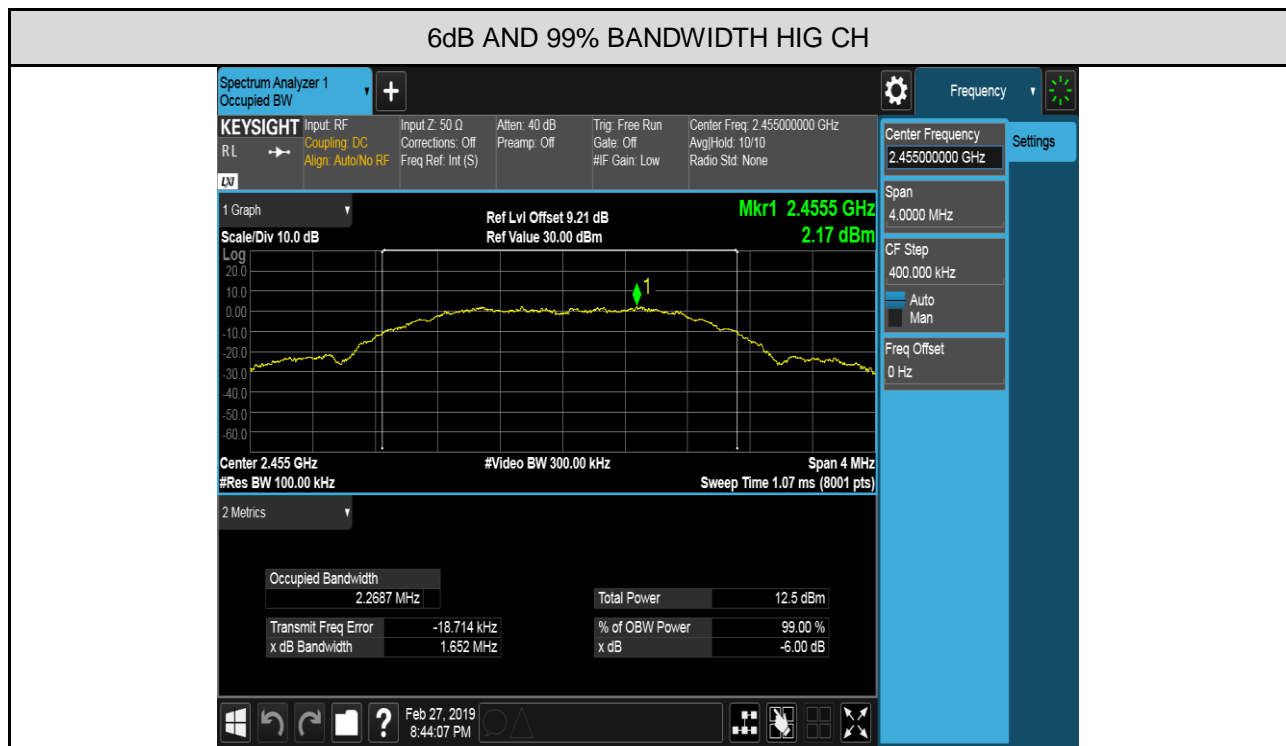 6dB AND 99% BANDWIDTH HIG CH
Spectrum Analyzer 1
Occupied BW
Frequency
KEYSIGHT
RL
LXI
Input: RF
Coupling: DC
Align: Auto/No RF
Input Z: 50 Ω
Corrections: Off
Freq Ref: Int (S)
Atten: 40 dB
Preamp: Off
Trig: Free Run
Gate: Off
#IF Gain: Low
Center Freq: 2.455000000 GHz
Avg|Hold: 10/10
Radio Std: None
Center Frequency
2.455000000 GHz
Settings
Span
4.0000 MHz
CF Step
400.000 kHz
Auto
Man
Freq Offset
0 Hz
1 Graph
Scale/Div 10.0 dB
Ref Lvl Offset 9.21 dB
Ref Value 30.00 dBm
Mkr1 2.4555 GHz
2.17 dBm
Log
20.0
10.0
0.00
-10.0
-20.0
-30.0
-40.0
-50.0
-60.0
1
Center 2.455 GHz
#Video BW 300.00 kHz
Span 4 MHz
#Res BW 100.00 kHz
Sweep Time 1.07 ms (8001 pts)
2 Metrics
Occupied Bandwidth
2.2687 MHz
Total Power 12.5 dBm
Transmit Freq Error -18.714 kHz
% of OBW Power 99.00 %
x dB Bandwidth 1.652 MHz
x dB -6.00 dB
?
Feb 27, 2019
8:44:07 PM